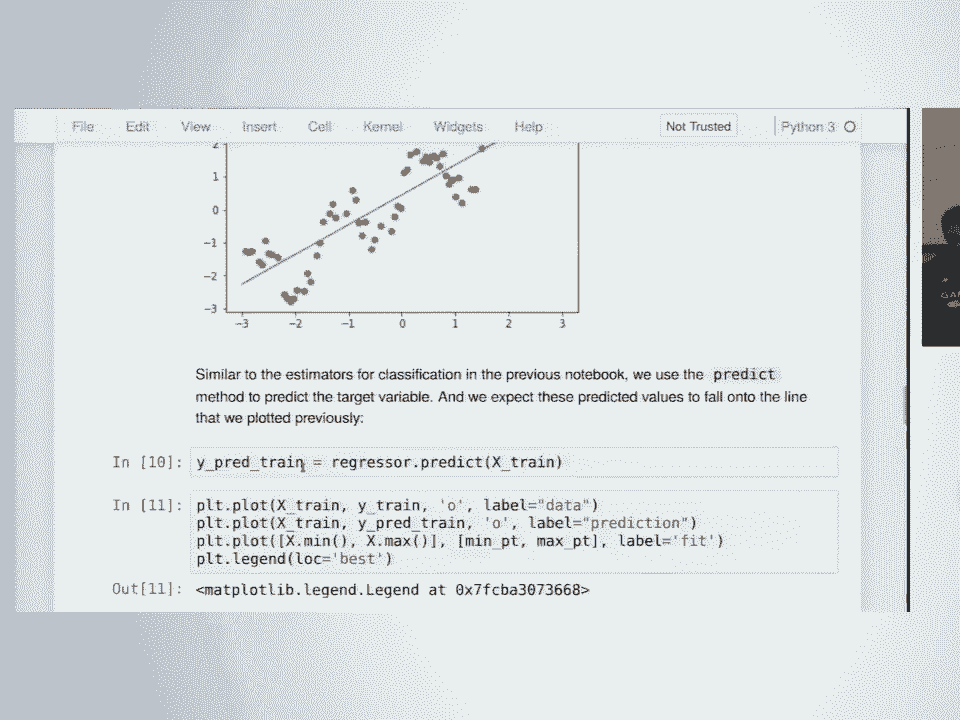 File Edit View Insert Cell Kernel Widgets Help Not Trusted Python 3
2
1
0
−1
−2
−3
−3 −2 −1 0 1 2 3
Similar to the estimators for classification in the previous notebook, we use the predict
method to predict the target variable. And we expect these predicted values to fall onto the line
that we plotted previously:
In [10]: y_pred_train = regressor.predict(X_train)
In [11]: plt.plot(X_train, y_train, 'o', label="data")
plt.plot(X_train, y_pred_train, 'o', label="prediction")
plt.plot([X.min(), X.max()], [min_pt, max_pt], label='fit')
plt.legend(loc='best')
Out[11]: <matplotlib.legend.Legend at 0x7fcba3073668>